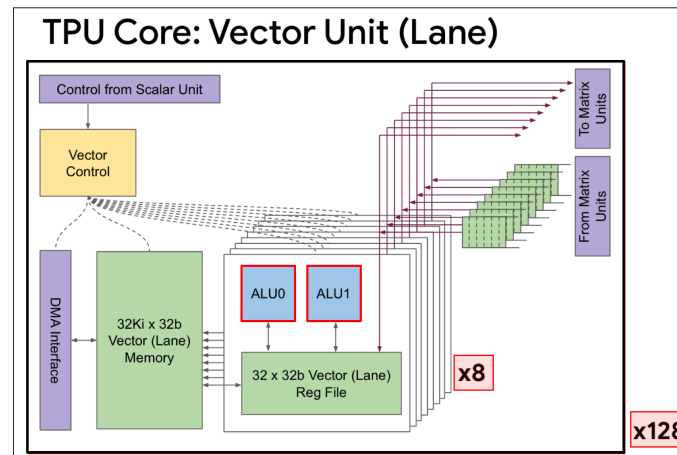 TPU Core: Vector Unit (Lane)
Control from Scalar Unit
Vector
Control
To Matrix
Units
From Matrix
Units
DMA Interface
32Ki x 32b
Vector (Lane)
Memory
ALU0
ALU1
32 x 32b Vector (Lane)
Reg File
x8
x128